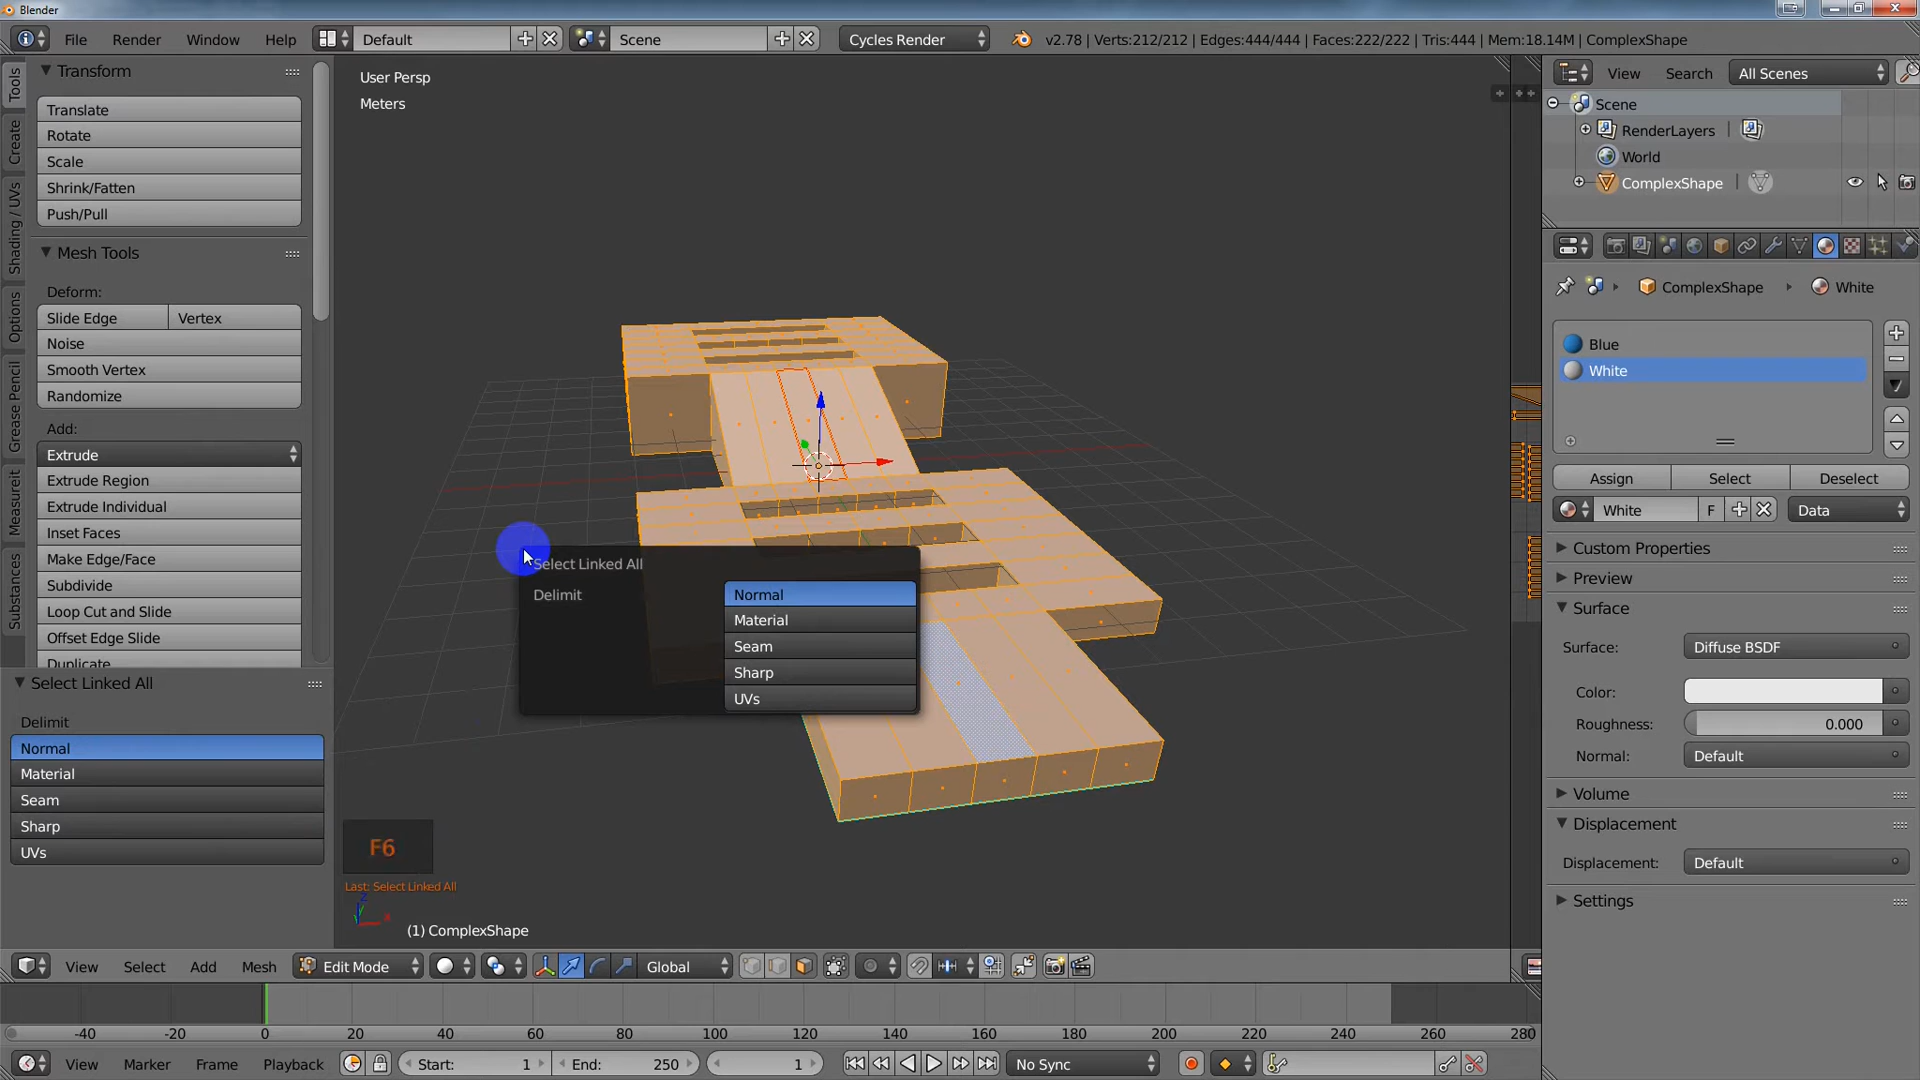 Blender
File
Render
Window
Help
Default
Scene
Cycles Render
v2.78 | Verts:212/212 | Edges:444/444 | Faces:222/222 | Tris:444 | Mem:18.14M | ComplexShape
Tools
Create
Shading / UVs
Options
Grease Pencil
Measureit
Substances
Transform
Translate
Rotate
Scale
Shrink/Fatten
Push/Pull
Mesh Tools
Deform:
Slide Edge
Vertex
Noise
Smooth Vertex
Randomize
Add:
Extrude
Extrude Region
Extrude Individual
Inset Faces
Make Edge/Face
Subdivide
Loop Cut and Slide
Offset Edge Slide
Duplicate
Select Linked All
Delimit
Normal
Material
Seam
Sharp
UVs
User Persp
Meters
Select Linked All
Delimit
Normal
Material
Seam
Sharp
UVs
F6
Last: Select Linked All
(1) ComplexShape
View
Search
All Scenes
Scene
RenderLayers
World
ComplexShape
ComplexShape
White
Blue
White
Assign
Select
Deselect
White
F
Data
Custom Properties
Preview
Surface
Surface:
Diffuse BSDF
Color:
Roughness:
0.000
Normal:
Default
Volume
Displacement
Displacement:
Default
Settings
View
Select
Add
Mesh
Edit Mode
Global
-40 -20 0 20 40 60 80 100 120 140 160 180 200 220 240 260 280
View
Marker
Frame
Playback
Start: 1
End: 250
1
No Sync